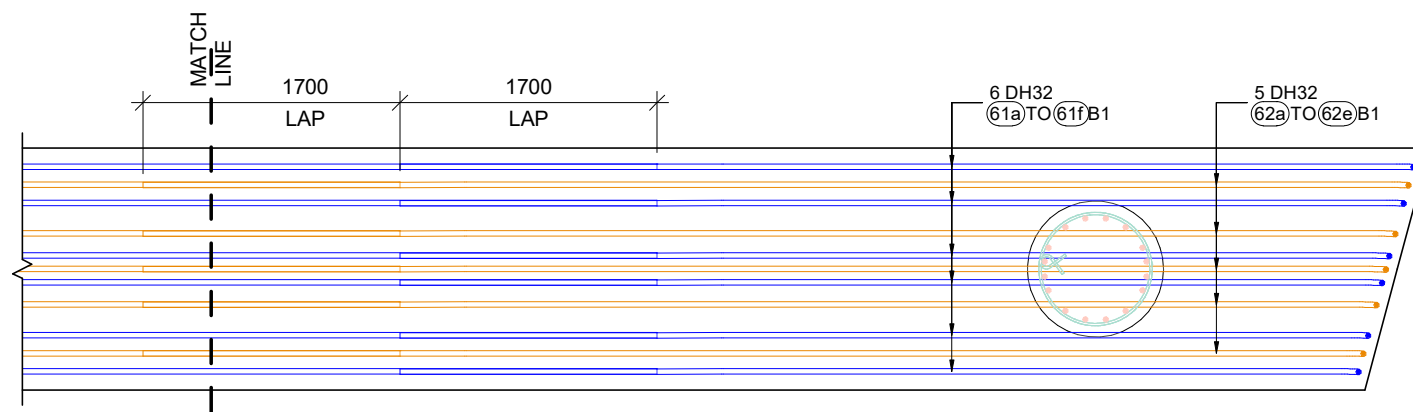 MATCH
LINE
1700
LAP
1700
LAP
6 DH32
61a TO 61f B1
5 DH32
62a TO 62e B1